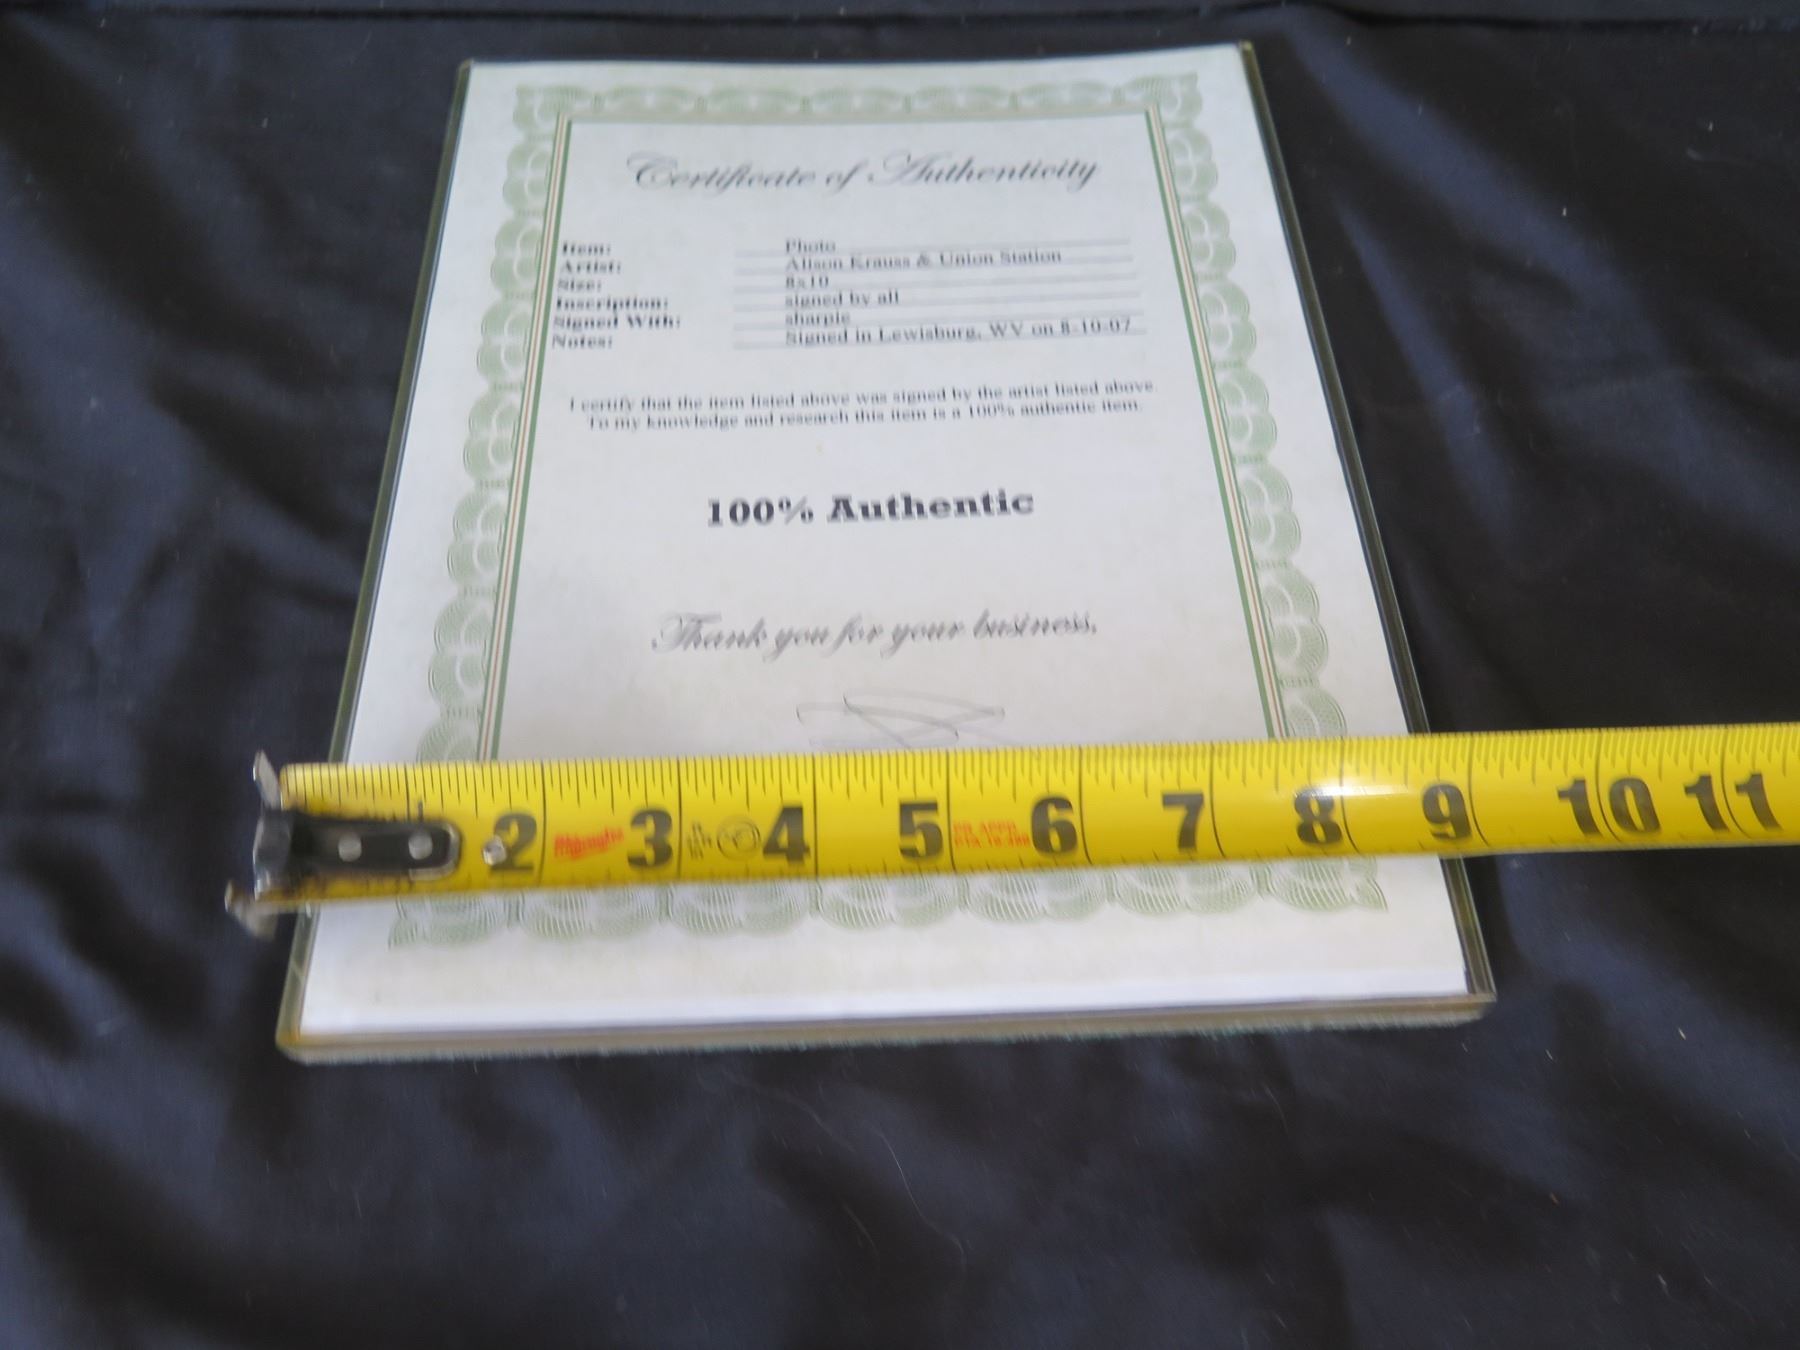 Certificate of Authenticity
Item: Photo
Artist: Alison Krauss & Union Station
Size: 8x10
Inscription: signed by all
Signed With: sharpie
Notes: Signed in Lewisburg, WV on 8-10-07
I certify that the item listed above was signed by the artist listed above.
To my knowledge and research this item is a 100% authentic item.
100% Authentic
Thank you for your business,
2 3 4 5 6 7 8 9 10 11